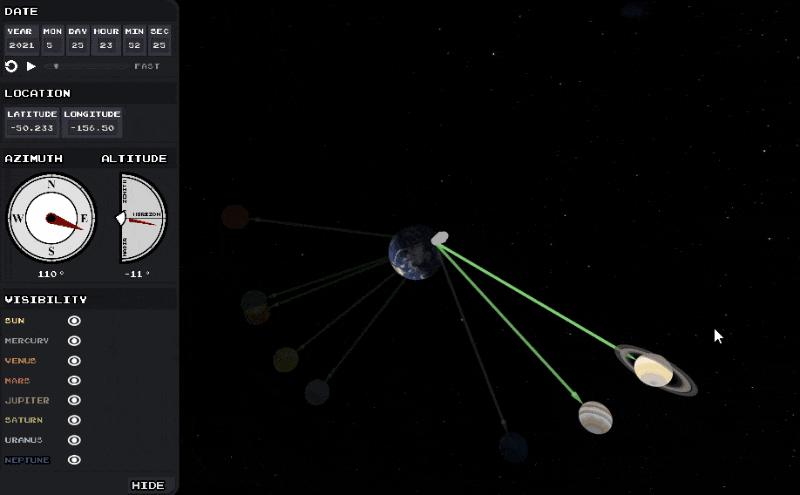 DATE
YEAR MON DAY HOUR MIN SEC
2021 5 25 23 52 25
FAST
LOCATION
LATITUDE LONGITUDE
-50.233 -156.50
AZIMUTH ALTITUDE
N
W E
S
ZENITH
HORIZON
NADIR
110° -11°
VISIBILITY
SUN
MERCURY
VENUS
MARS
JUPITER
SATURN
URANUS
NEPTUNE
HIDE